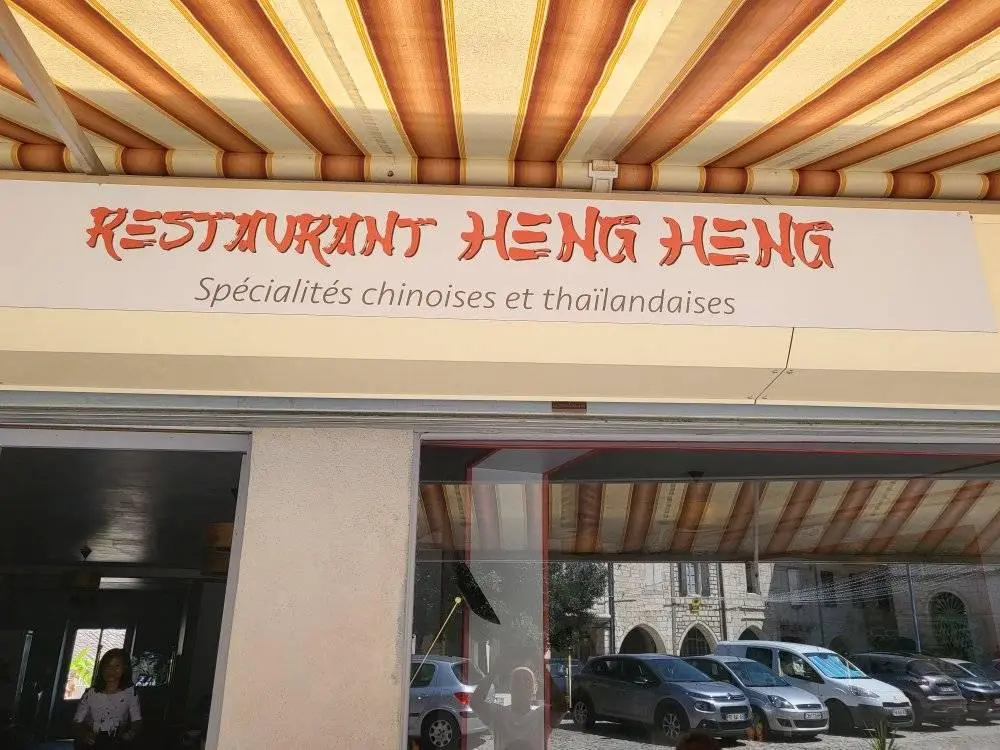 RESTAURANT HENG HENG
Spécialités chinoises et thaïlandaises